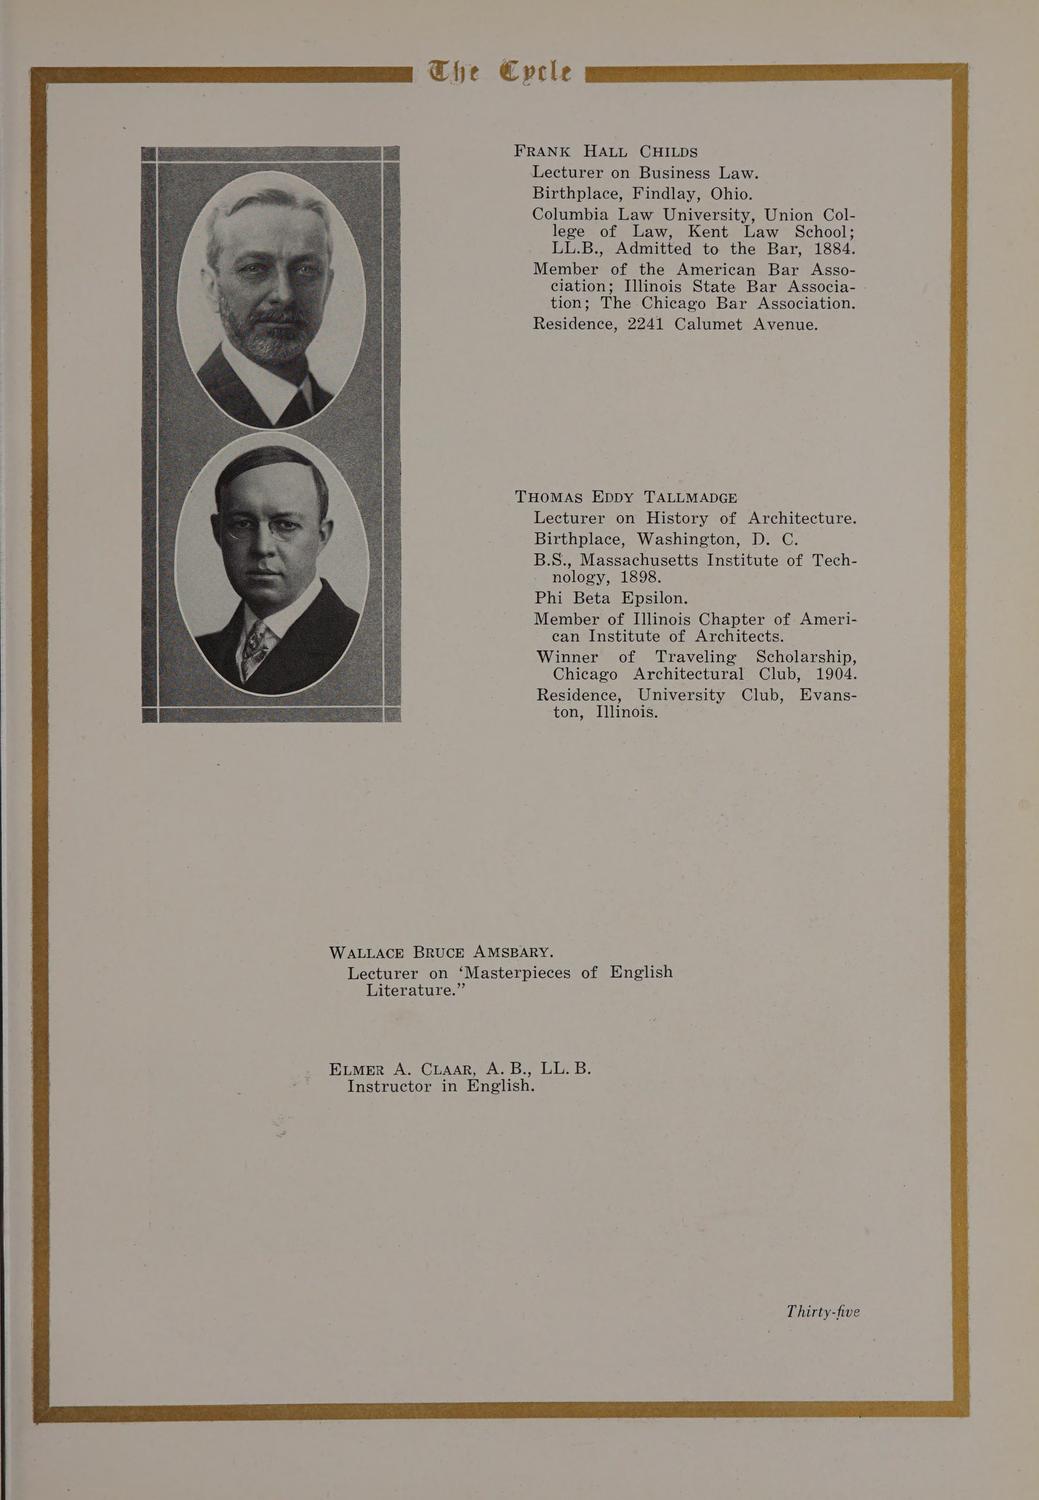 The Cycle
FRANK HALL CHILDS
Lecturer on Business Law.
Birthplace, Findlay, Ohio.
Columbia Law University, Union Col-
lege of Law, Kent Law School;
LL.B., Admitted to the Bar, 1884.
Member of the American Bar Asso-
ciation; Illinois State Bar Associa-
tion; The Chicago Bar Association.
Residence, 2241 Calumet Avenue.
THOMAS EDDY TALLMADGE
Lecturer on History of Architecture.
Birthplace, Washington, D. C.
B.S., Massachusetts Institute of Tech-
nology, 1898.
Phi Beta Epsilon.
Member of Illinois Chapter of Ameri-
can Institute of Architects.
Winner of Traveling Scholarship,
Chicago Architectural Club, 1904.
Residence, University Club, Evans-
ton, Illinois.
WALLACE BRUCE AMSBARY.
Lecturer on ‘Masterpieces of English
Literature.”
ELMER A. CLAAR, A. B., LL. B.
Instructor in English.
Thirty-five